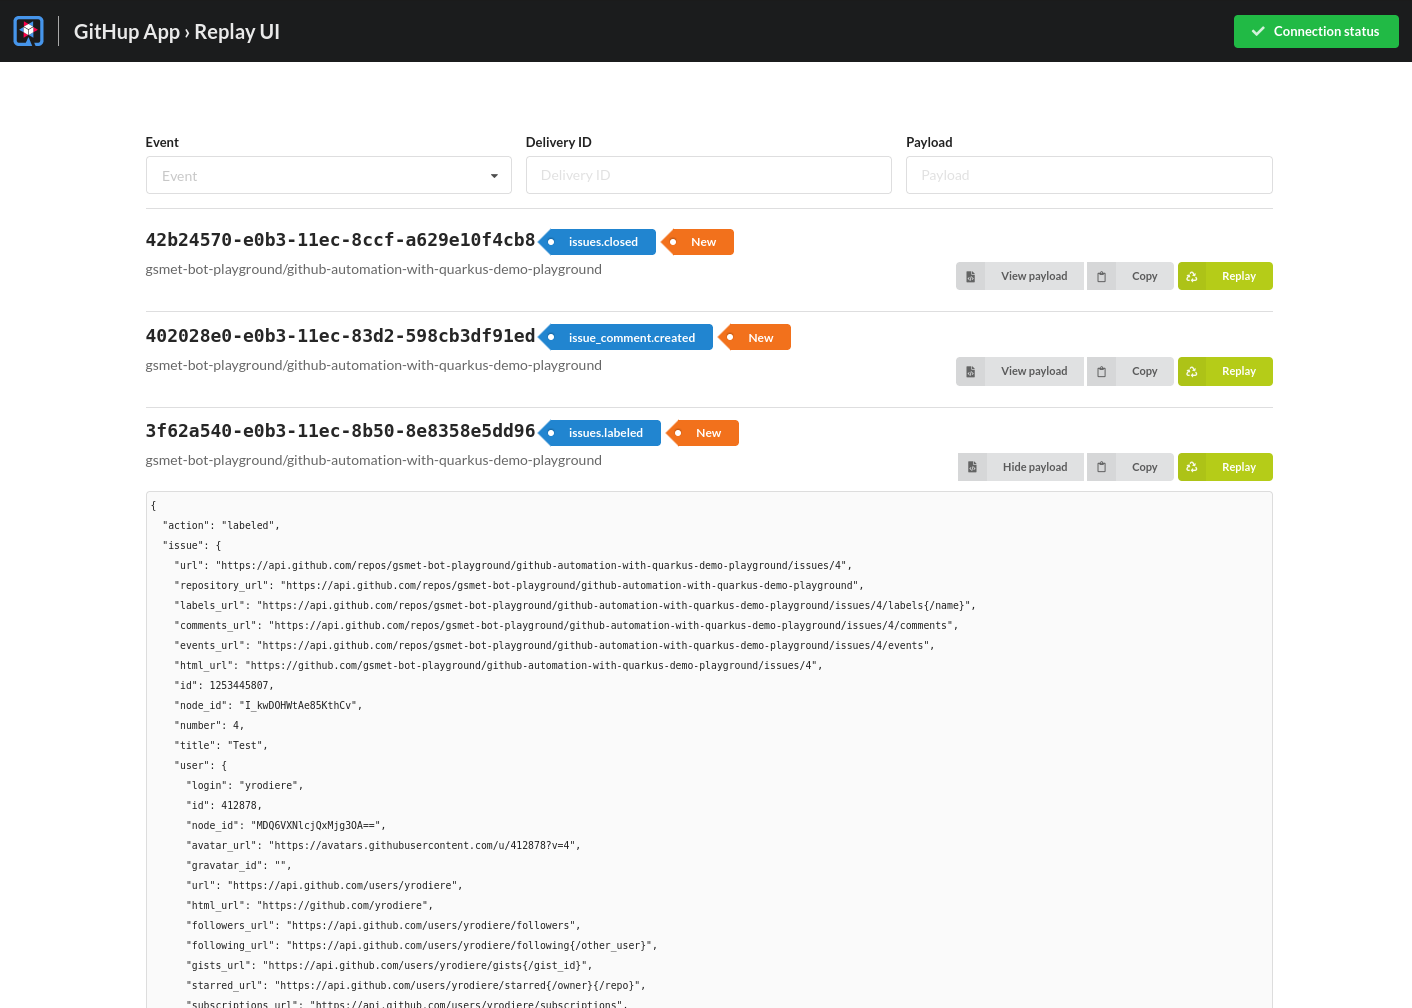 GitHup App › Replay UI
Connection status
Event Delivery ID Payload
Event Delivery ID Payload
42b24570-e0b3-11ec-8ccf-a629e10f4cb8 issues.closed New
gsmet-bot-playground/github-automation-with-quarkus-demo-playground
View payload Copy Replay
402028e0-e0b3-11ec-83d2-598cb3df91ed issue_comment.created New
gsmet-bot-playground/github-automation-with-quarkus-demo-playground
View payload Copy Replay
3f62a540-e0b3-11ec-8b50-8e8358e5dd96 issues.labeled New
gsmet-bot-playground/github-automation-with-quarkus-demo-playground
Hide payload Copy Replay
{
  "action": "labeled",
  "issue": {
    "url": "https://api.github.com/repos/gsmet-bot-playground/github-automation-with-quarkus-demo-playground/issues/4",
    "repository_url": "https://api.github.com/repos/gsmet-bot-playground/github-automation-with-quarkus-demo-playground",
    "labels_url": "https://api.github.com/repos/gsmet-bot-playground/github-automation-with-quarkus-demo-playground/issues/4/labels{/name}",
    "comments_url": "https://api.github.com/repos/gsmet-bot-playground/github-automation-with-quarkus-demo-playground/issues/4/comments",
    "events_url": "https://api.github.com/repos/gsmet-bot-playground/github-automation-with-quarkus-demo-playground/issues/4/events",
    "html_url": "https://github.com/gsmet-bot-playground/github-automation-with-quarkus-demo-playground/issues/4",
    "id": 1253445807,
    "node_id": "I_kwDOHWtAe85KthCv",
    "number": 4,
    "title": "Test",
    "user": {
      "login": "yrodiere",
      "id": 412878,
      "node_id": "MDQ6VXNlcjQxMjg3OA==",
      "avatar_url": "https://avatars.githubusercontent.com/u/412878?v=4",
      "gravatar_id": "",
      "url": "https://api.github.com/users/yrodiere",
      "html_url": "https://github.com/yrodiere",
      "followers_url": "https://api.github.com/users/yrodiere/followers",
      "following_url": "https://api.github.com/users/yrodiere/following{/other_user}",
      "gists_url": "https://api.github.com/users/yrodiere/gists{/gist_id}",
      "starred_url": "https://api.github.com/users/yrodiere/starred{/owner}{/repo}",
      "subscriptions_url": "https://api.github.com/users/yrodiere/subscriptions",